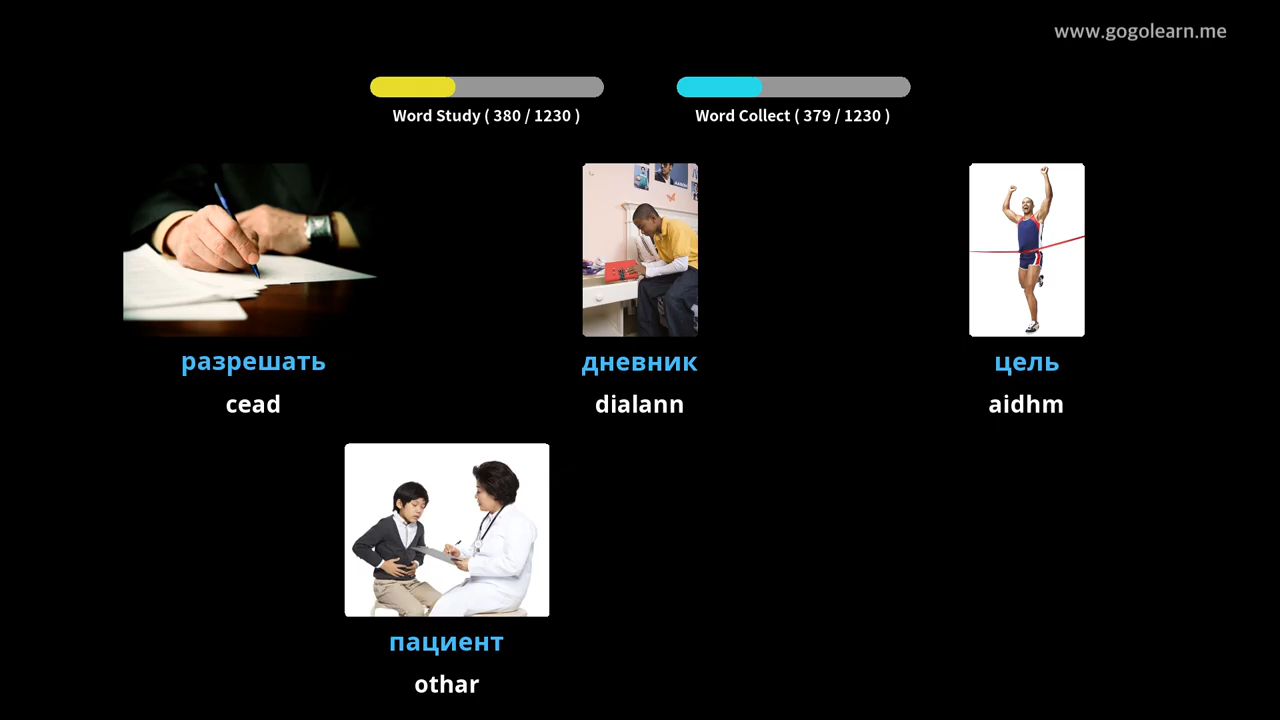 www.gogolearn.me
Word Study ( 380 / 1230 )
Word Collect ( 379 / 1230 )
разрешать
cead
дневник
dialann
цель
aidhm
пациент
othar